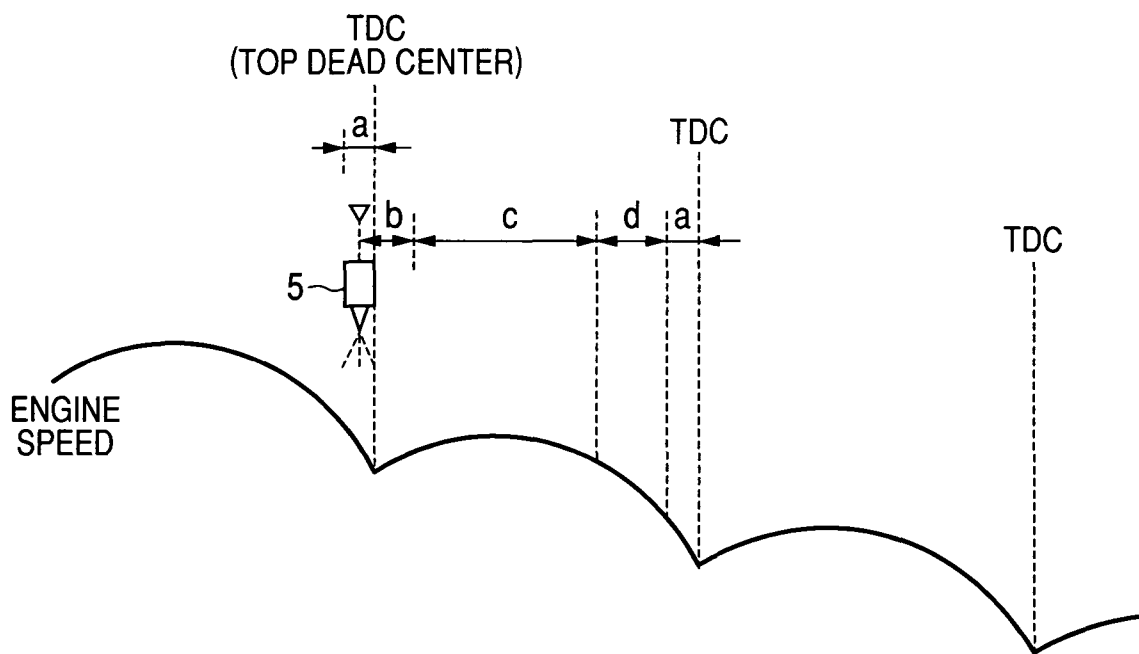 TDC
(TOP DEAD CENTER)
a
TDC
b
c
d
a
TDC
5
ENGINE
SPEED